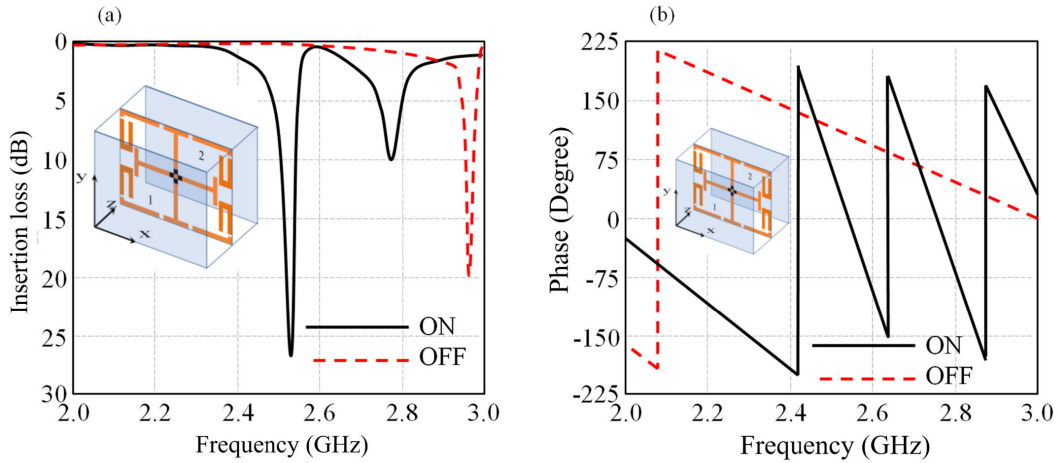 (a)
Insertion loss (dB)
0
5
10
15
20
25
30
2.0
2.2
2.4
2.6
2.8
3.0
Frequency (GHz)
y
z
x
1
2
ON
OFF
(b)
Phase (Degree)
225
150
75
0
-75
-150
-225
2.0
2.2
2.4
2.6
2.8
3.0
Frequency (GHz)
y
z
x
1
2
ON
OFF